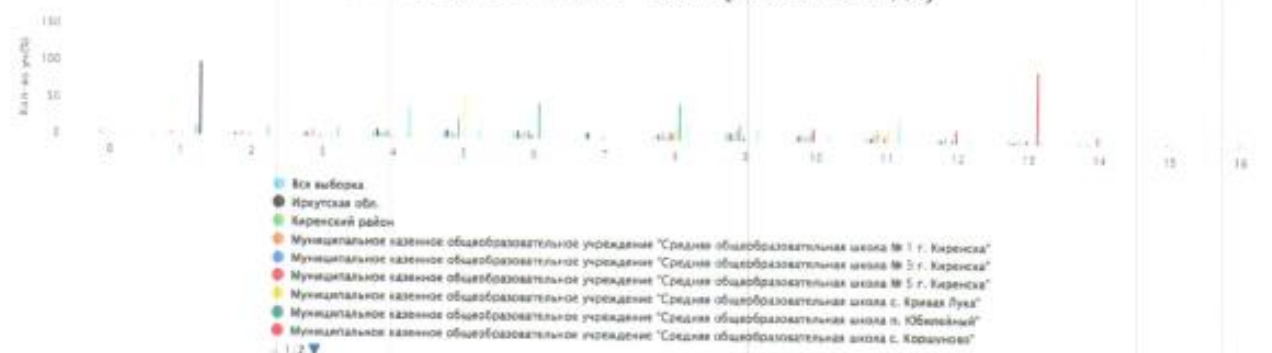 150
100
50
0
0 1 2 3 4 5 6 7 8 9 10 11 12 13 14 15 16
Вся выборка
Иркутская обл.
Киренский район
Муниципальное казенное общеобразовательное учреждение "Средняя общеобразовательная школа № 1 г. Киренска"
Муниципальное казенное общеобразовательное учреждение "Средняя общеобразовательная школа № 3 г. Киренска"
Муниципальное казенное общеобразовательное учреждение "Средняя общеобразовательная школа № 5 г. Киренска"
Муниципальное казенное общеобразовательное учреждение "Средняя общеобразовательная школа с. Кривая Лука"
Муниципальное казенное общеобразовательное учреждение "Средняя общеобразовательная школа п. Юбилейный"
Муниципальное казенное общеобразовательное учреждение "Средняя общеобразовательная школа с. Коршуново"
1/2